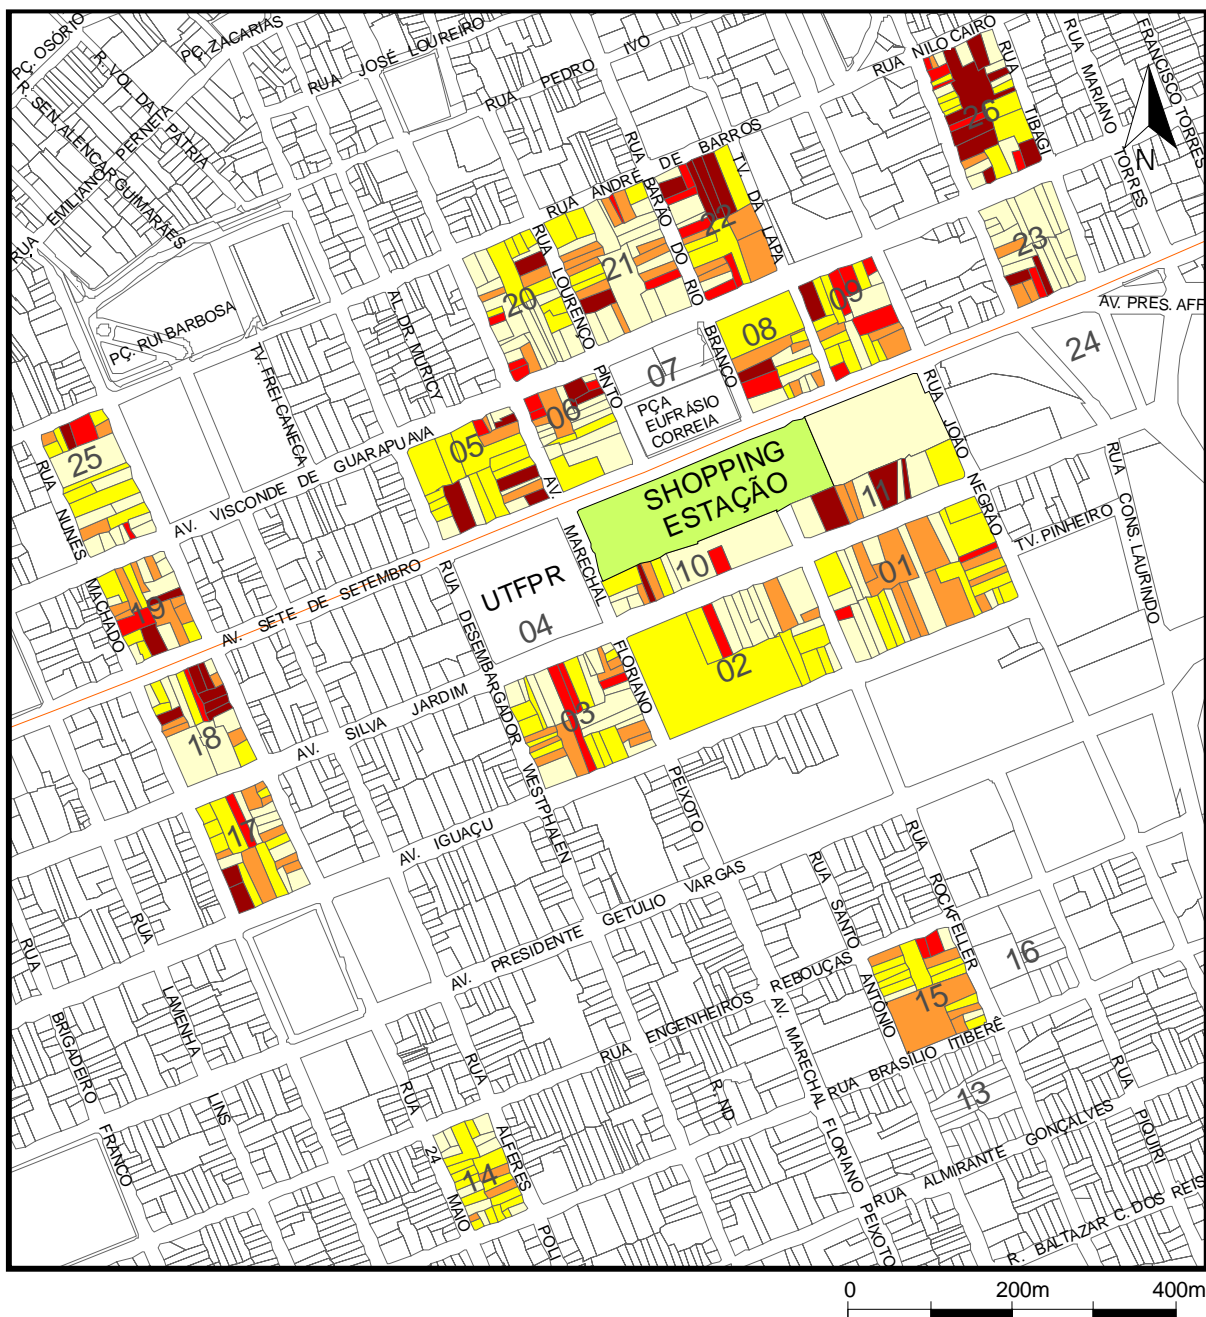 PÇ. OSÓRIO
PÇ. ZACARIAS
R. VOL DA PATRIA
RUA JOSÉ LOUREIRO
IVO
RUA PEDRO
RUA NILO CAIRO
RUA
MARIANO
TORRES
FRANCISCO TORRES
R. SEN ALENCAR GUIMARÃES
RUA EMILIANO PERNETA
RUA
TIBAGI
26
N
RUA
BARÃO
DO
RIO
BRANCO
RUA ANDRÉ DE BARROS
TV. DA LAPA
22
21
20
23
RUA
LOURENÇO
PINTO
AL. DR. MURICY
PÇ. RUI BARBOSA
TV. FREI CANECA
AV. PRES. AFF
24
09
08
07
PÇA
EUFRÁSIO
CORREIA
06
05
25
RUA
NUNES
MACHADO
AV. VISCONDE DE GUARAPUAVA
AV.
MARECHAL
FLORIANO
PEIXOTO
SHOPPING
ESTAÇÃO
11
10
RUA
JOÃO
NEGRÃO
RUA
CONS. LAURINDO
TV. PINHEIRO
01
UTFPR
04
RUA
DESEMBARGADOR
WESTPHALEN
19
AV. SETE DE SETEMBRO
02
03
18
AV. SILVA JARDIM
17
AV. IGUAÇU
RUA
ROCKFELLER
RUA
SANTO
ANTÔNIO
AV. PRESIDENTE GETÚLIO VARGAS
16
15
RUA
LAMENHA
LINS
RUA
BRIGADEIRO
FRANCO
RUA ENGENHEIROS REBOUÇAS
AV. MARECHAL FLORIANO PEIXOTO
RUA BRASÍLIO ITIBERÊ
13
RUA
24
MAIO
RUA
ALFERES
POLI
14
R. ND
RUA
PIQUIRI
RUA ALMIRANTE GONÇALVES
R. BALTAZAR C. DOS REIS
0 200m 400m